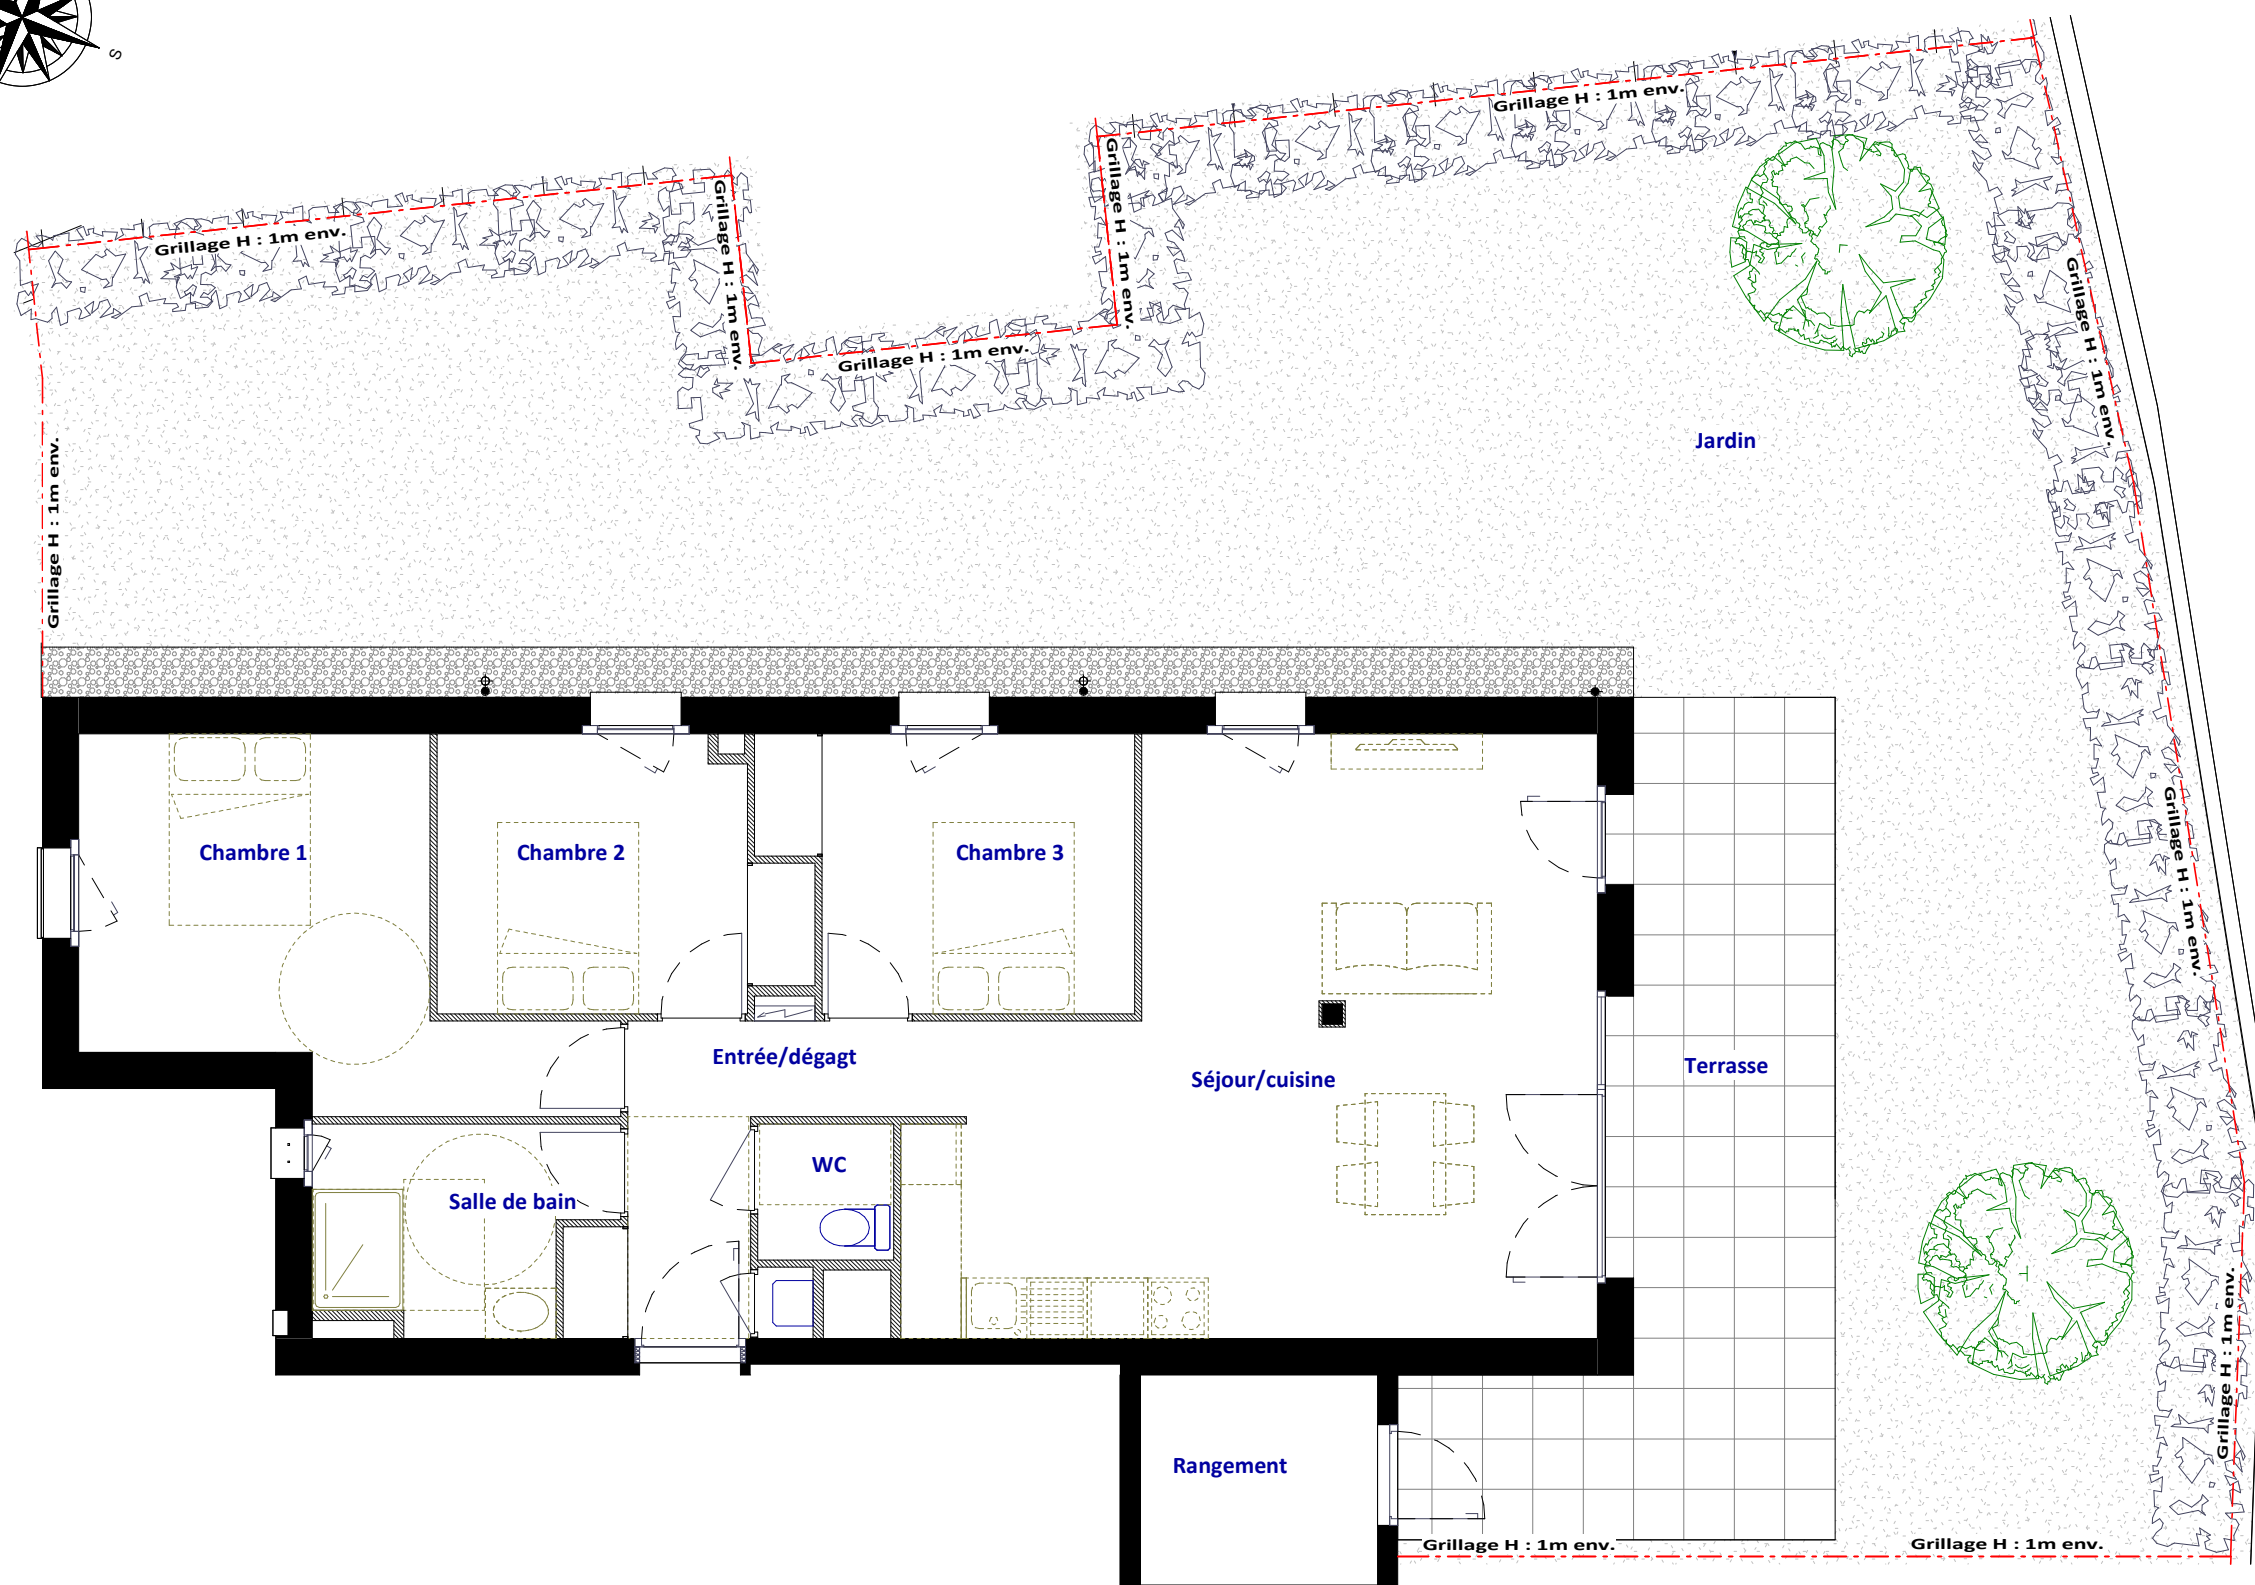 S
Grillage H : 1m env.
Grillage H : 1m env.
Grillage H : 1m env.
Grillage H : 1m env.
Grillage H : 1m env.
Grillage H : 1m env.
Grillage H : 1m env.
Jardin
Chambre 1
Chambre 2
Chambre 3
Grillage H : 1m env.
Entrée/dégagt
Séjour/cuisine
Terrasse
WC
Salle de bain
Grillage H : 1m env.
Rangement
Grillage H : 1m env.
Grillage H : 1m env.